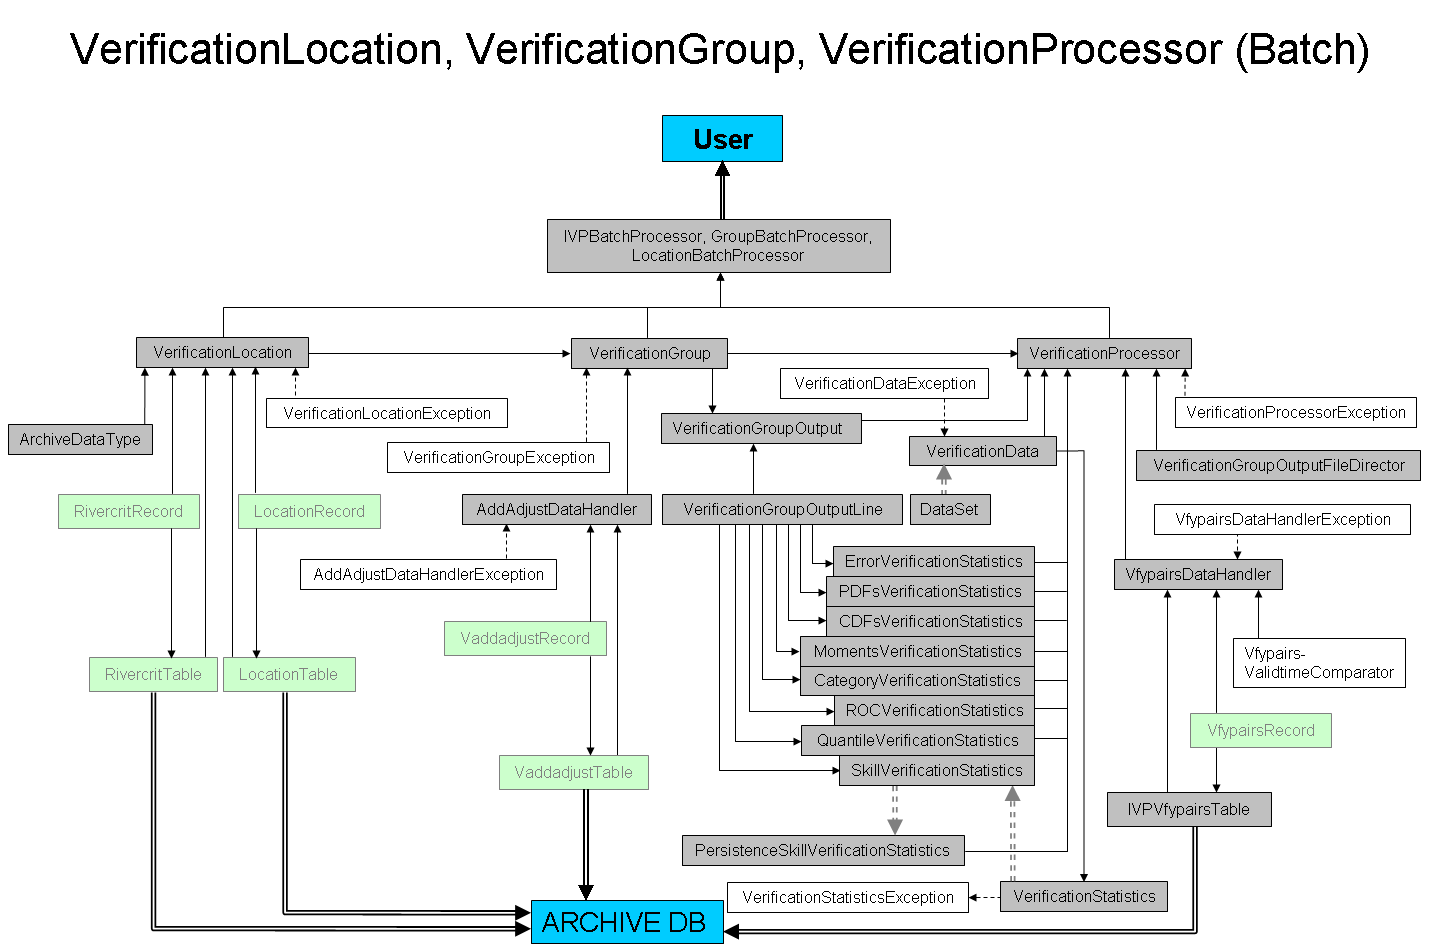 VerificationLocation, VerificationGroup, VerificationProcessor (Batch)
User
IVPBatchProcessor, GroupBatchProcessor,
LocationBatchProcessor
VerificationLocation
VerificationGroup
VerificationProcessor
VerificationDataException
VerificationLocationException
VerificationProcessorException
ArchiveDataType
VerificationGroupOutput
VerificationGroupException
VerificationData
VerificationGroupOutputFileDirector
RivercritRecord
LocationRecord
AddAdjustDataHandler
VerificationGroupOutputLine
DataSet
VfypairsDataHandlerException
AddAdjustDataHandlerException
ErrorVerificationStatistics
VfypairsDataHandler
PDFsVerificationStatistics
CDFsVerificationStatistics
VaddadjustRecord
MomentsVerificationStatistics
Vfypairs-
ValidtimeComparator
RivercritTable
LocationTable
CategoryVerificationStatistics
ROCVerificationStatistics
VfypairsRecord
QuantileVerificationStatistics
VaddadjustTable
SkillVerificationStatistics
IVPVfypairsTable
PersistenceSkillVerificationStatistics
VerificationStatisticsException
VerificationStatistics
ARCHIVE DB